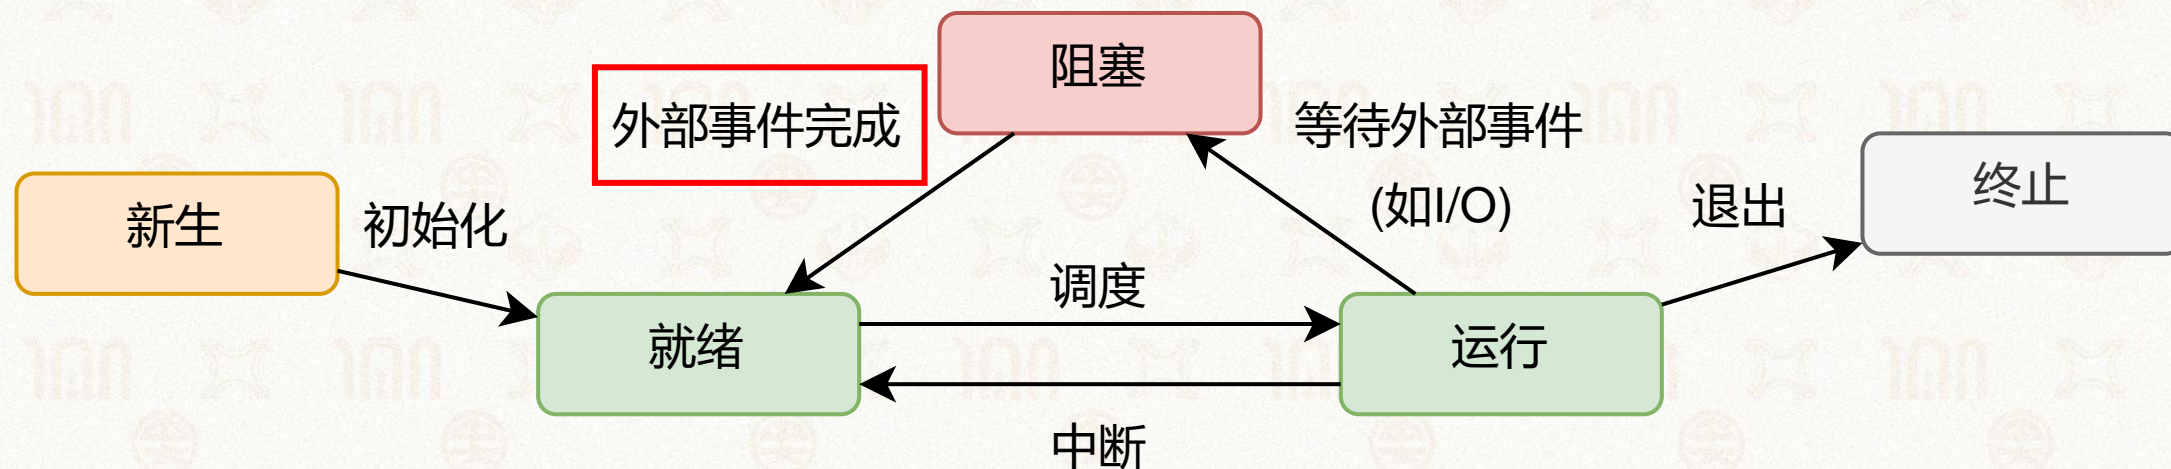 阻塞
外部事件完成
等待外部事件
(如I/O)
新生
初始化
退出
终止
调度
就绪
运行
中断